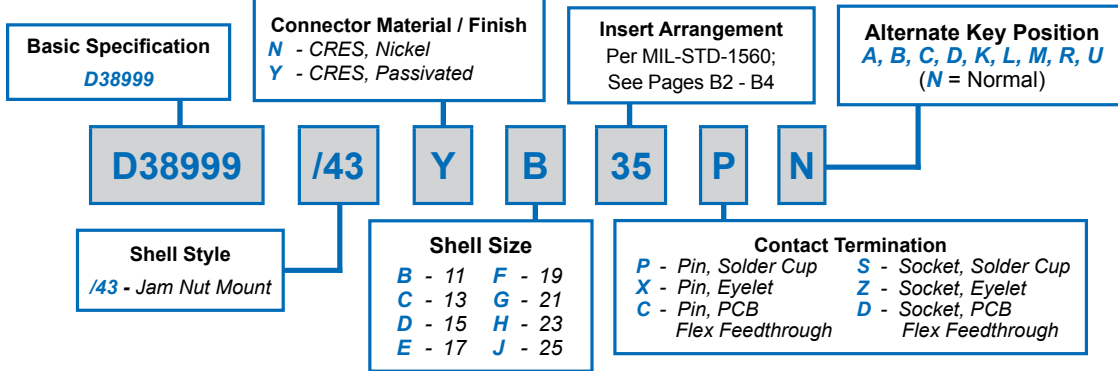 Basic Specification
D38999
Connector Material / Finish
N - CRES, Nickel
Y - CRES, Passivated
Insert Arrangement
Per MIL-STD-1560;
See Pages B2 - B4
Alternate Key Position
A, B, C, D, K, L, M, R, U
(N = Normal)
D38999 /43 Y B 35 P N
Shell Style
/43 - Jam Nut Mount
Shell Size
B - 11 F - 19
C - 13 G - 21
D - 15 H - 23
E - 17 J - 25
Contact Termination
P - Pin, Solder Cup S - Socket, Solder Cup
X - Pin, Eyelet Z - Socket, Eyelet
C - Pin, PCB D - Socket, PCB
Flex Feedthrough Flex Feedthrough